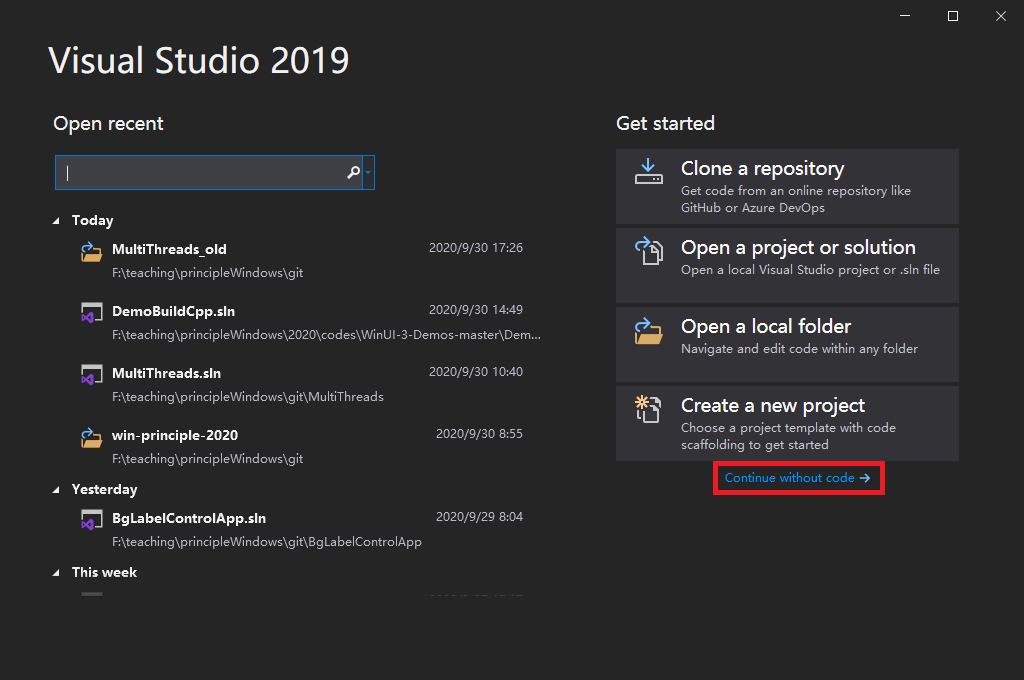 Visual Studio 2019
Open recent
Today
MultiThreads_old 2020/9/30 17:26
F:\teaching\principleWindows\git
DemoBuildCpp.sln 2020/9/30 14:49
F:\teaching\principleWindows\2020\codes\WinUI-3-Demos-master\Dem...
MultiThreads.sln 2020/9/30 10:40
F:\teaching\principleWindows\git\MultiThreads
win-principle-2020 2020/9/30 8:55
F:\teaching\principleWindows\git
Yesterday
BgLabelControlApp.sln 2020/9/29 8:04
F:\teaching\principleWindows\git\BgLabelControlApp
This week
Get started
Clone a repository
Get code from an online repository like
GitHub or Azure DevOps
Open a project or solution
Open a local Visual Studio project or .sln file
Open a local folder
Navigate and edit code within any folder
Create a new project
Choose a project template with code
scaffolding to get started
Continue without code →